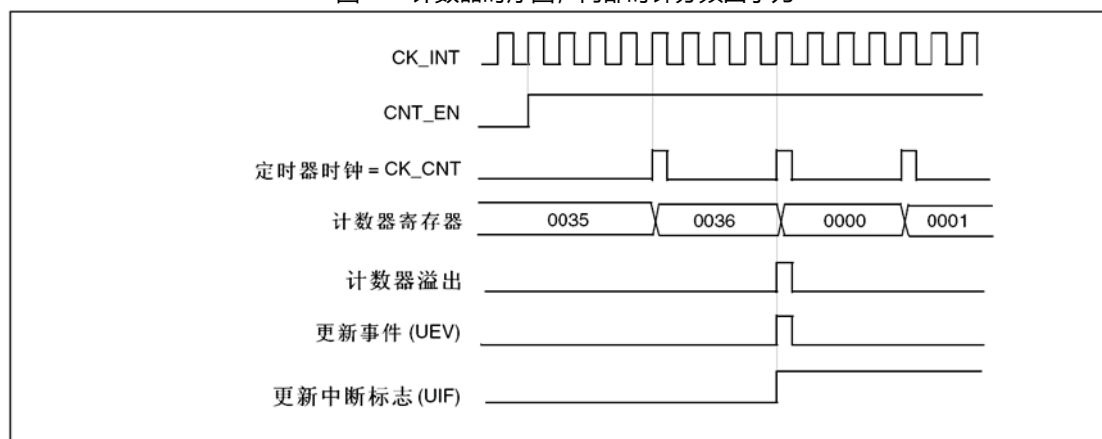 CK_INT
CNT_EN
定时器时钟 = CK_CNT
计数器寄存器 0035 0036 0000 0001
计数器溢出
更新事件 (UEV)
更新中断标志 (UIF)